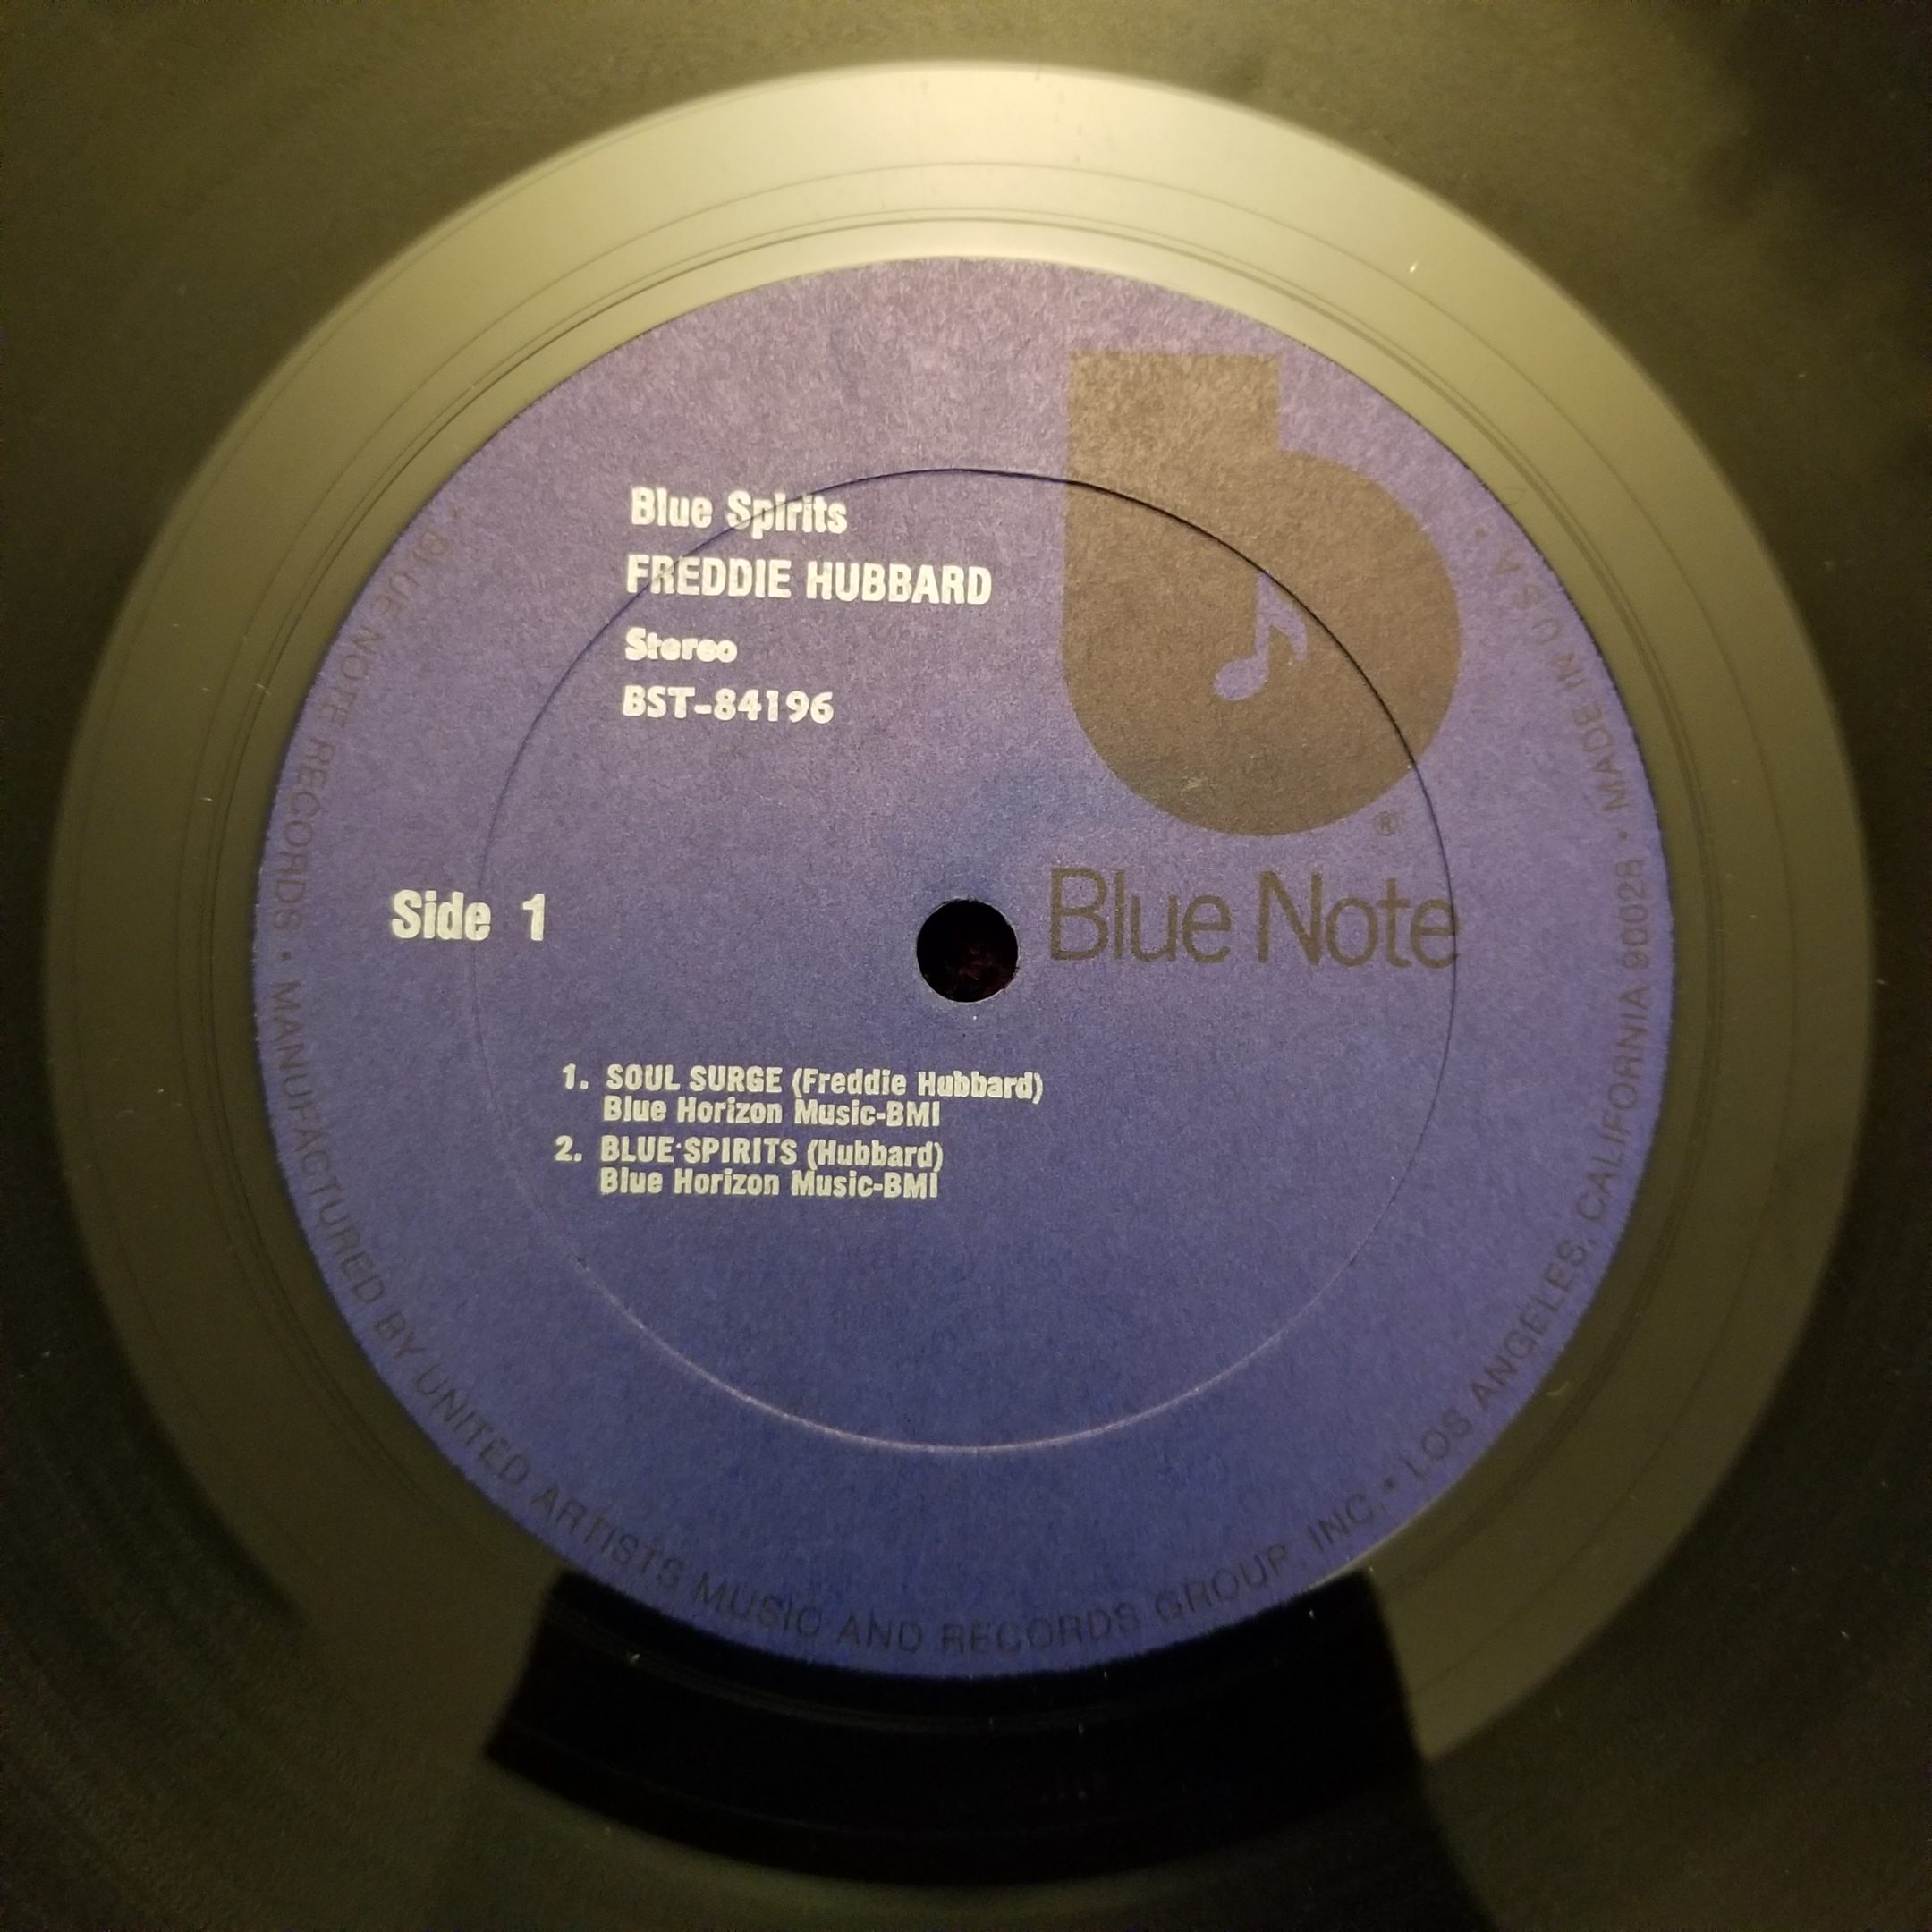 Blue Spirits
FREDDIE HUBBARD
Stereo
BST-84196
®
Blue Note
Side 1
1. SOUL SURGE (Freddie Hubbard)
Blue Horizon Music-BMI
2. BLUE SPIRITS (Hubbard)
Blue Horizon Music-BMI
• BLUE NOTE RECORDS • MANUFACTURED BY UNITED ARTISTS MUSIC AND RECORDS GROUP, INC. • LOS ANGELES, CALIFORNIA 90028 • MADE IN U.S.A. •